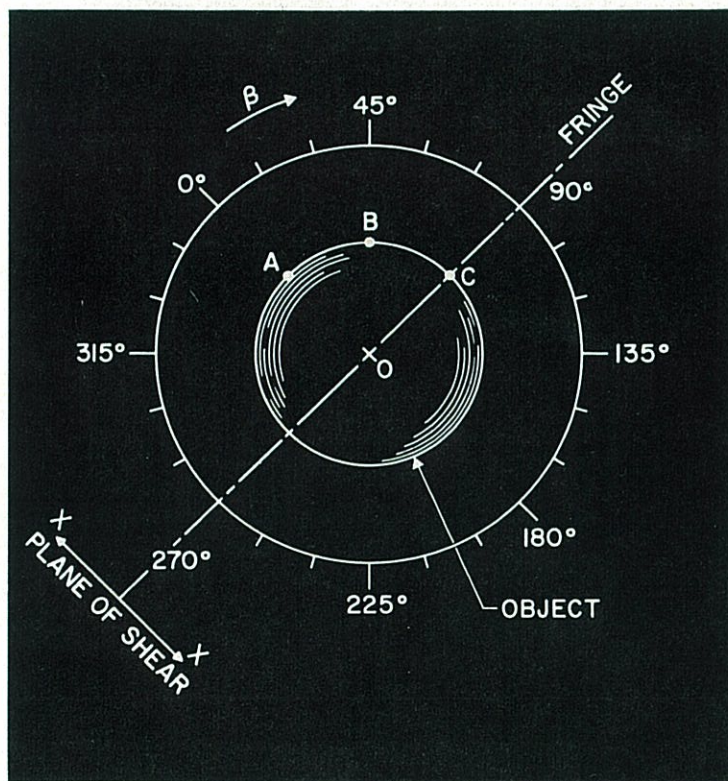 β
45°
FRINGE
0°
90°
B
A
C
315°
O
135°
X
PLANE OF SHEAR
X
270°
180°
225°
OBJECT